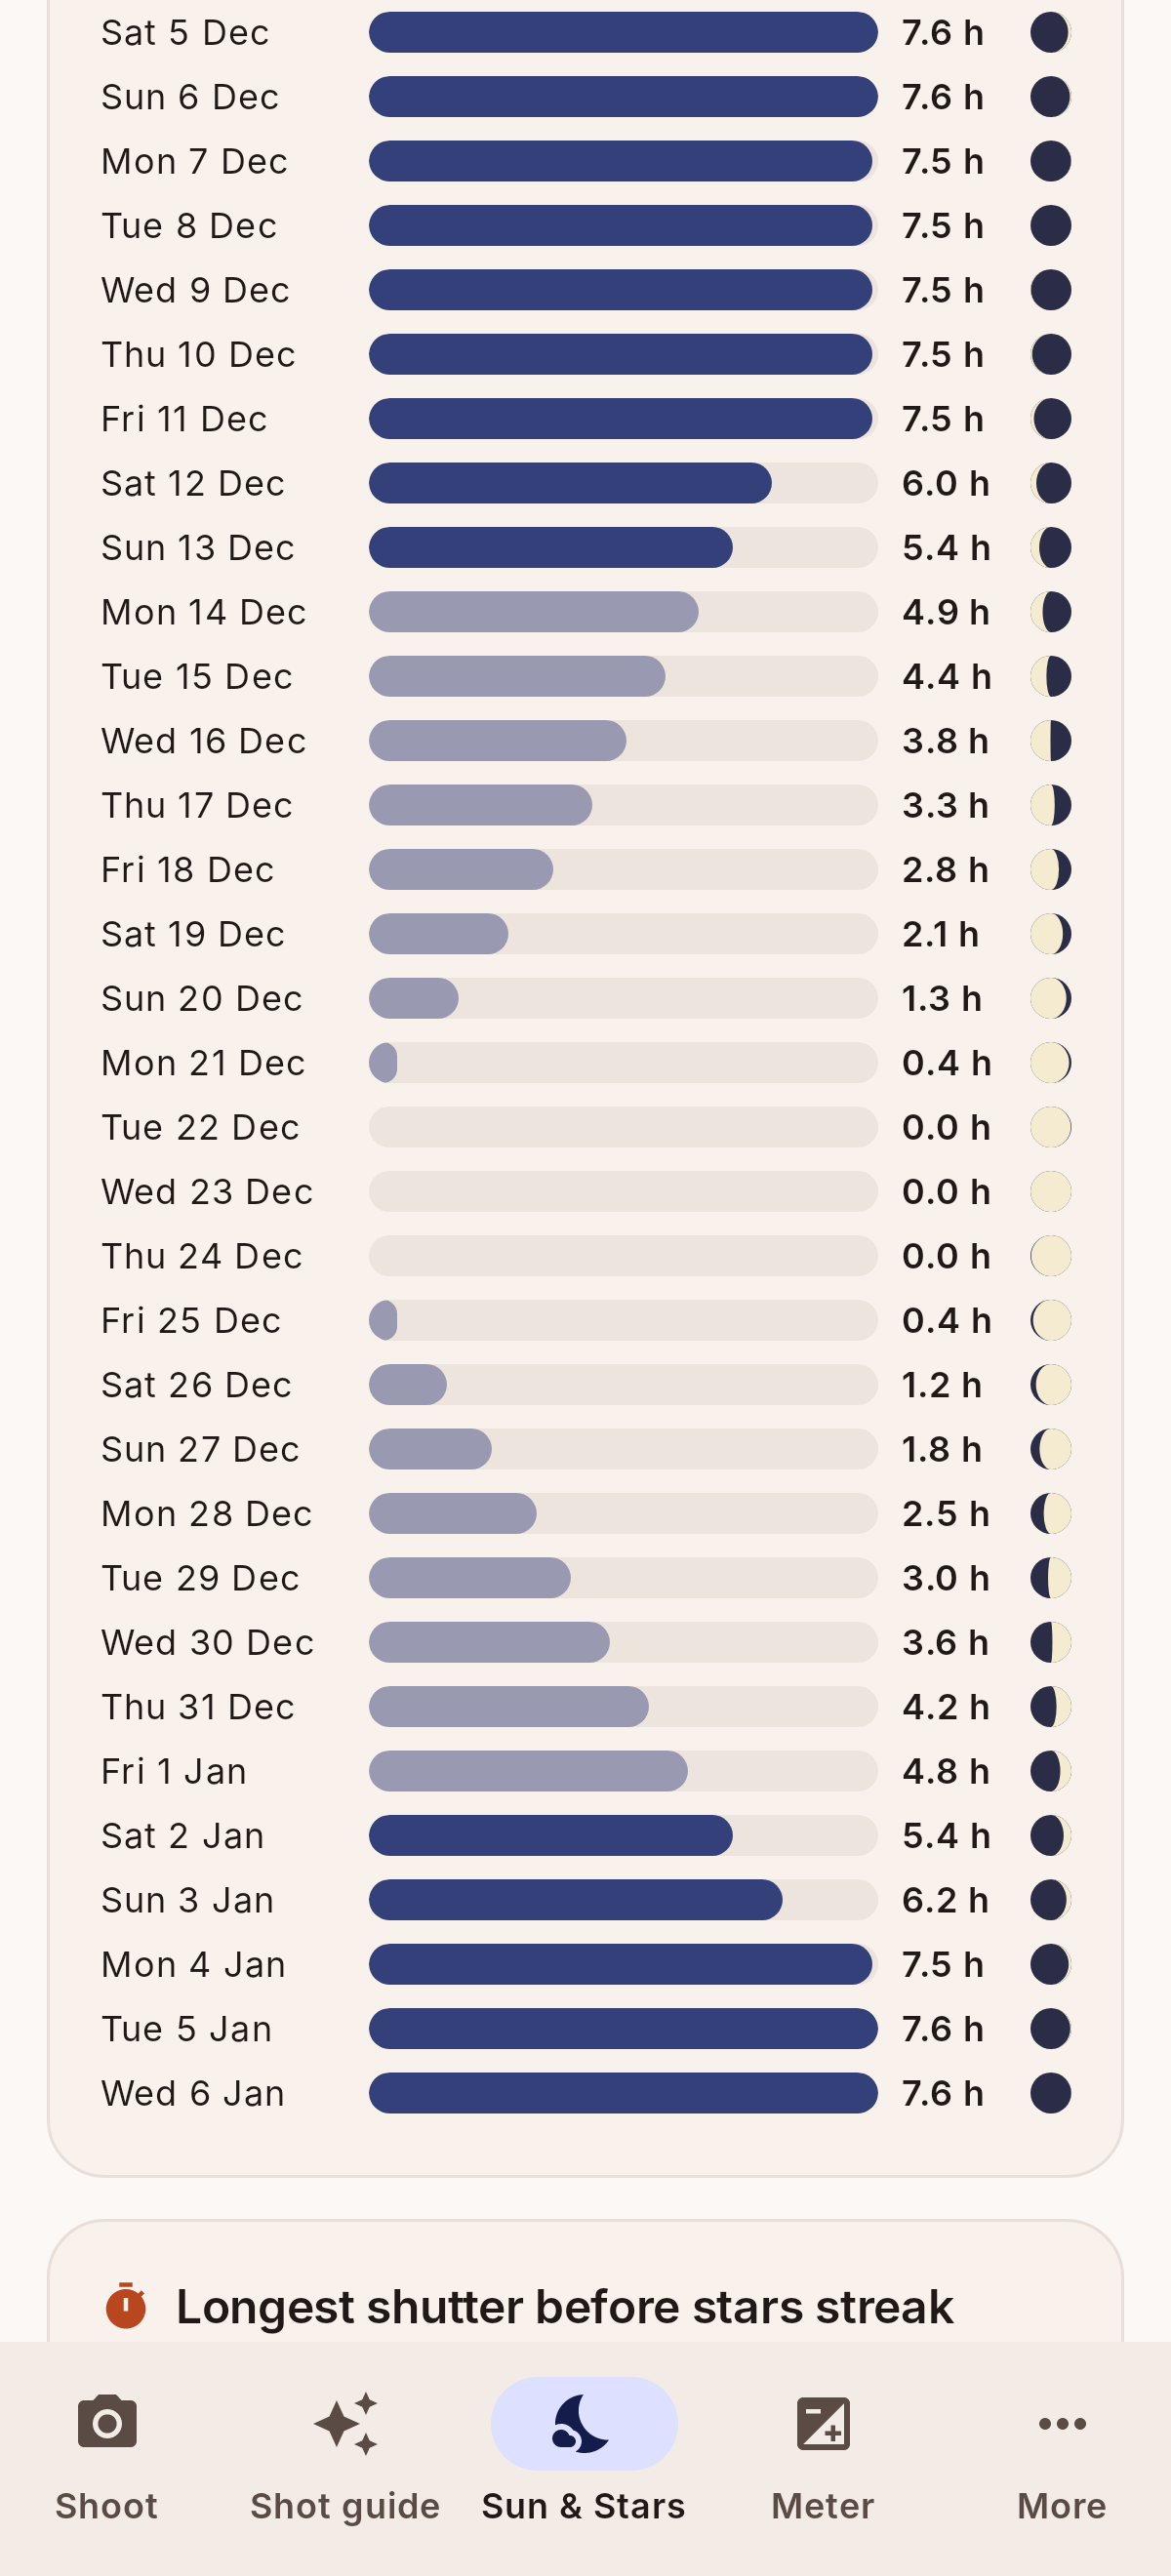 Sat 5 Dec 7.6 h
Sun 6 Dec 7.6 h
Mon 7 Dec 7.5 h
Tue 8 Dec 7.5 h
Wed 9 Dec 7.5 h
Thu 10 Dec 7.5 h
Fri 11 Dec 7.5 h
Sat 12 Dec 6.0 h
Sun 13 Dec 5.4 h
Mon 14 Dec 4.9 h
Tue 15 Dec 4.4 h
Wed 16 Dec 3.8 h
Thu 17 Dec 3.3 h
Fri 18 Dec 2.8 h
Sat 19 Dec 2.1 h
Sun 20 Dec 1.3 h
Mon 21 Dec 0.4 h
Tue 22 Dec 0.0 h
Wed 23 Dec 0.0 h
Thu 24 Dec 0.0 h
Fri 25 Dec 0.4 h
Sat 26 Dec 1.2 h
Sun 27 Dec 1.8 h
Mon 28 Dec 2.5 h
Tue 29 Dec 3.0 h
Wed 30 Dec 3.6 h
Thu 31 Dec 4.2 h
Fri 1 Jan 4.8 h
Sat 2 Jan 5.4 h
Sun 3 Jan 6.2 h
Mon 4 Jan 7.5 h
Tue 5 Jan 7.6 h
Wed 6 Jan 7.6 h
Longest shutter before stars streak
Shoot Shot guide Sun & Stars Meter More